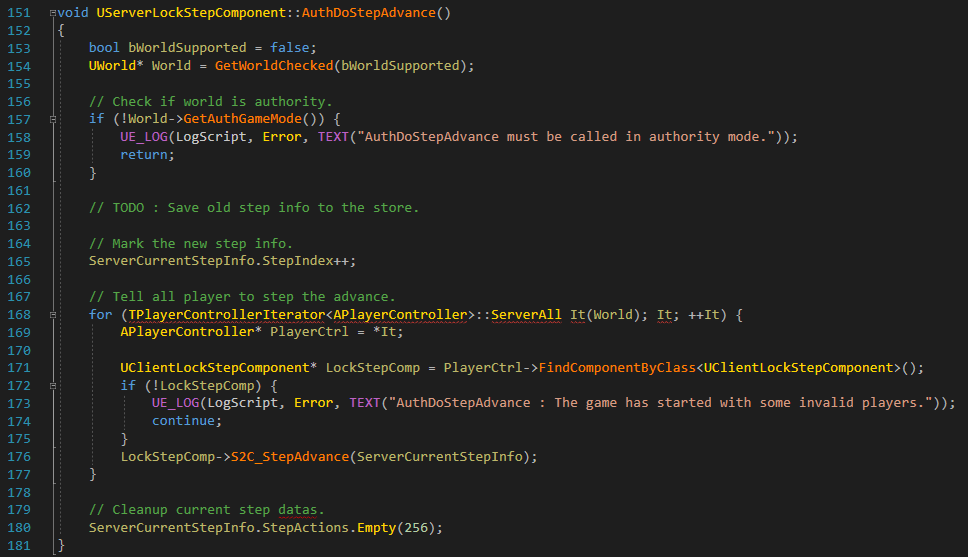 151 void UServerLockStepComponent::AuthDoStepAdvance()
152 {
153     bool bWorldSupported = false;
154     UWorld* World = GetWorldChecked(bWorldSupported);
155
156     // Check if world is authority.
157     if (!World->GetAuthGameMode()) {
158         UE_LOG(LogScript, Error, TEXT("AuthDoStepAdvance must be called in authority mode."));
159         return;
160     }
161
162     // TODO : Save old step info to the store.
163
164     // Mark the new step info.
165     ServerCurrentStepInfo.StepIndex++;
166
167     // Tell all player to step the advance.
168     for (TPlayerControllerIterator<APlayerController>::ServerAll It(World); It; ++It) {
169         APlayerController* PlayerCtrl = *It;
170
171         UClientLockStepComponent* LockStepComp = PlayerCtrl->FindComponentByClass<UClientLockStepComponent>();
172         if (!LockStepComp) {
173             UE_LOG(LogScript, Error, TEXT("AuthDoStepAdvance : The game has started with some invalid players."));
174             continue;
175         }
176         LockStepComp->S2C_StepAdvance(ServerCurrentStepInfo);
177     }
178
179     // Cleanup current step datas.
180     ServerCurrentStepInfo.StepActions.Empty(256);
181 }